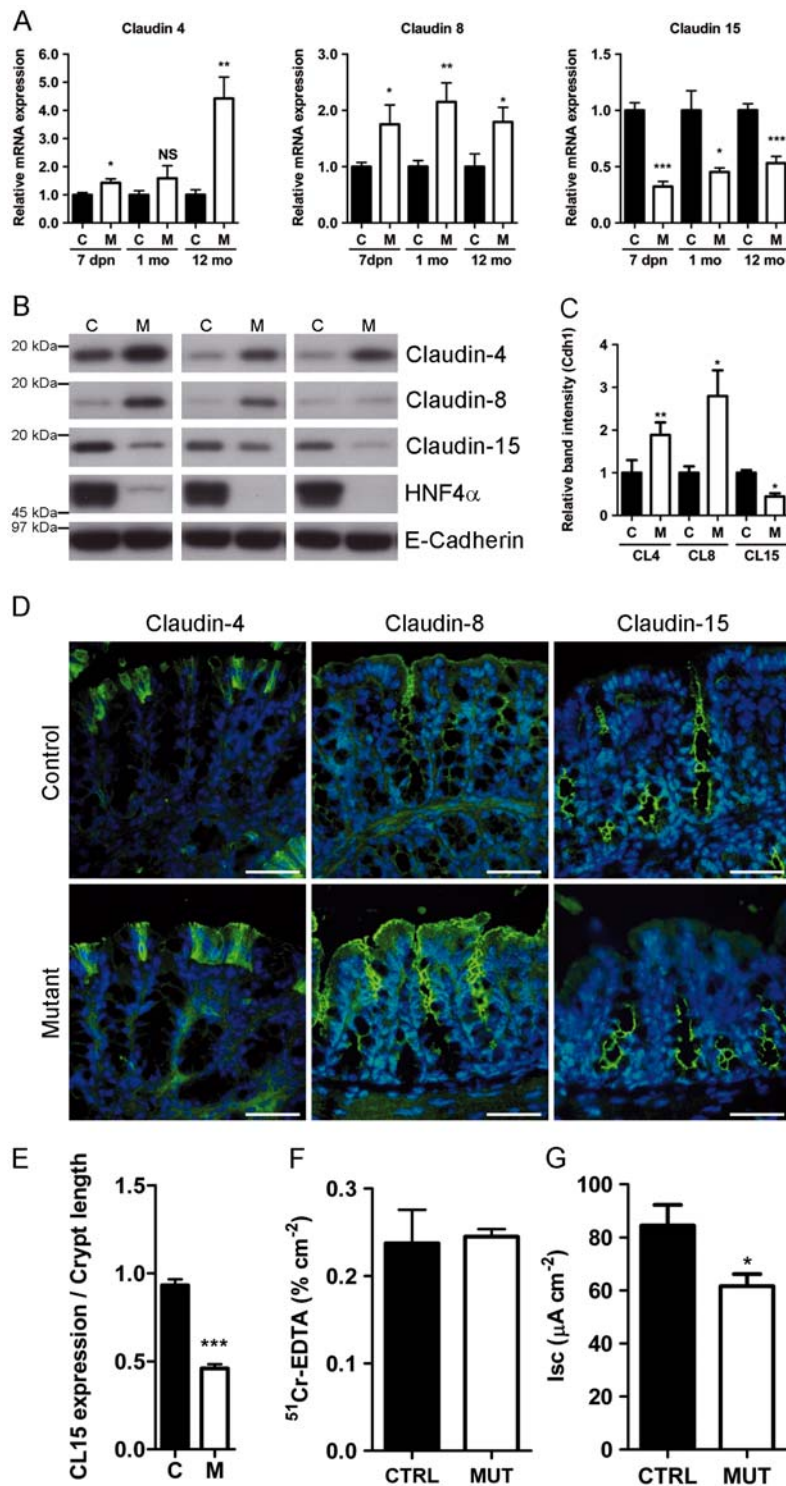 A
Claudin 4
Relative mRNA expression
6.0
5.0
4.0
3.0
2.0
1.0
0.0
*
NS
**
C M C M C M
7 dpn 1 mo 12 mo
Claudin 8
Relative mRNA expression
3.0
2.0
1.0
0.0
*
**
*
C M C M C M
7dpn 1 mo 12 mo
Claudin 15
Relative mRNA expression
1.5
1.0
0.5
0.0
***
*
***
C M C M C M
7 dpn 1 mo 12 mo
B
C M C M C M
20 kDa
Claudin-4
20 kDa
Claudin-8
20 kDa
Claudin-15
HNF4α
45 kDa
97 kDa
E-Cadherin
C
Relative band intensity (Cdh1)
4
3
2
1
0
**
*
*
C M C M C M
CL4 CL8 CL15
D
Claudin-4 Claudin-8 Claudin-15
Control
Mutant
E
CL15 expression / Crypt length
1.5
1.0
0.5
0.0
***
C M
F
⁵¹Cr-EDTA (% cm⁻²)
0.3
0.2
0.1
0.0
CTRL MUT
G
Isc (µA cm⁻²)
100
80
60
40
20
0
*
CTRL MUT